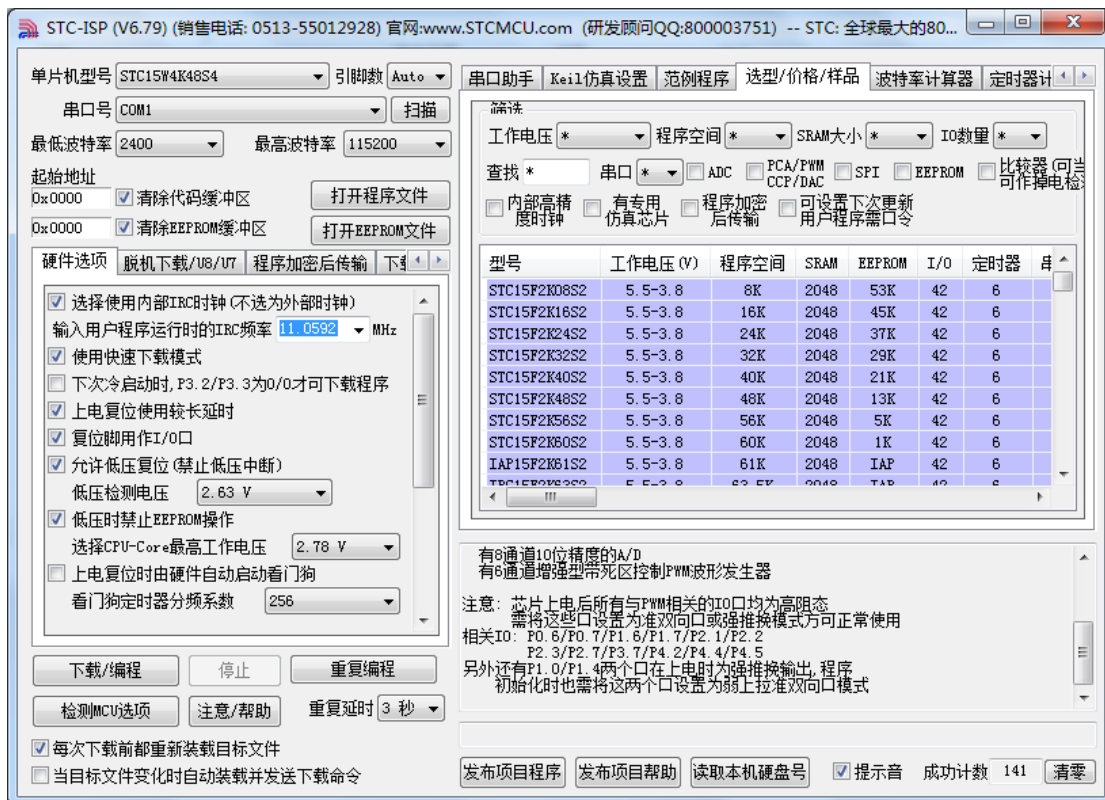 STC-ISP (V6.79) (销售电话: 0513-55012928) 官网:www.STCMCU.com (研发顾问QQ:800003751) -- STC: 全球最大的80...
单片机型号 STC15W4K48S4 引脚数 Auto
串口号 COM1 扫描
最低波特率 2400 最高波特率 115200
起始地址
0x0000 清除代码缓冲区 打开程序文件
0x0000 清除EEPROM缓冲区 打开EEPROM文件
硬件选项 脱机下载/U8/U7 程序加密后传输
选择使用内部IRC时钟(不选为外部时钟)
输入用户程序运行时的IRC频率 11.0592 MHz
使用快速下载模式
下次冷启动时,P3.2/P3.3为0/0才可下载程序
上电复位使用较长延时
复位脚用作I/O口
允许低压复位(禁止低压中断)
低压检测电压 2.63 V
低压时禁止EEPROM操作
选择CPU-Core最高工作电压 2.78 V
上电复位时由硬件自动启动看门狗
看门狗定时器分频系数 256
下载/编程 停止 重复编程
检测MCU选项 注意/帮助 重复延时 3 秒
每次下载前都重新装载目标文件
当目标文件变化时自动装载并发送下载命令
串口助手 Keil仿真设置 范例程序 选型/价格/样品 波特率计算器 定时器计
筛选
工作电压 * 程序空间 * SRAM大小 * IO数量 *
查找 * 串口 * ADC PCA/PWM CCP/DAC SPI EEPROM 比较器(可当 可作掉电检
内部高精度时钟 有专用仿真芯片 程序加密后传输 可设置下次更新用户程序需口令
型号 工作电压(V) 程序空间 SRAM EEPROM I/O 定时器 串
STC15F2K08S2 5.5-3.8 8K 2048 53K 42 6
STC15F2K16S2 5.5-3.8 16K 2048 45K 42 6
STC15F2K24S2 5.5-3.8 24K 2048 37K 42 6
STC15F2K32S2 5.5-3.8 32K 2048 29K 42 6
STC15F2K40S2 5.5-3.8 40K 2048 21K 42 6
STC15F2K48S2 5.5-3.8 48K 2048 13K 42 6
STC15F2K56S2 5.5-3.8 56K 2048 5K 42 6
STC15F2K60S2 5.5-3.8 60K 2048 1K 42 6
IAP15F2K61S2 5.5-3.8 61K 2048 IAP 42 6
有8通道10位精度的A/D
有6通道增强型带死区控制PWM波形发生器
注意: 芯片上电后所有与PWM相关的IO口均为高阻态
需将这些口设置为准双向口或强推挽模式方可正常使用
相关IO: P0.6/P0.7/P1.6/P1.7/P2.1/P2.2
P2.3/P2.7/P3.7/P4.2/P4.4/P4.5
另外还有P1.0/P1.4两个口在上电时为强推挽输出,程序
初始化时也需将这两个口设置为弱上拉准双向口模式
发布项目程序 发布项目帮助 读取本机硬盘号 提示音 成功计数 141 清零